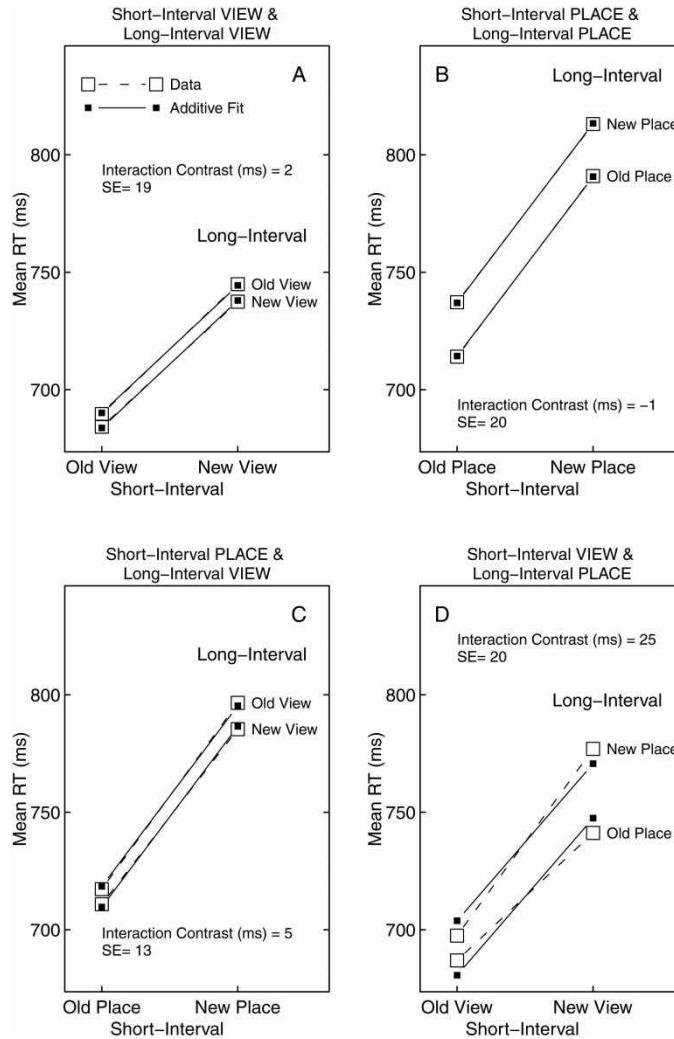 Short−Interval VIEW &
Long−Interval VIEW
A
Data
Additive Fit
Interaction Contrast (ms) = 2
SE= 19
Long−Interval
Old View
New View
800
750
700
Mean RT (ms)
Old View
New View
Short−Interval
Short−Interval PLACE &
Long−Interval PLACE
B
Long−Interval
New Place
Old Place
800
750
700
Mean RT (ms)
Interaction Contrast (ms) = −1
SE= 20
Old Place
New Place
Short−Interval
Short−Interval PLACE &
Long−Interval VIEW
C
Long−Interval
Old View
New View
800
750
700
Mean RT (ms)
Interaction Contrast (ms) = 5
SE= 13
Old Place
New Place
Short−Interval
Short−Interval VIEW &
Long−Interval PLACE
D
Interaction Contrast (ms) = 25
SE= 20
Long−Interval
New Place
Old Place
800
750
700
Mean RT (ms)
Old View
New View
Short−Interval